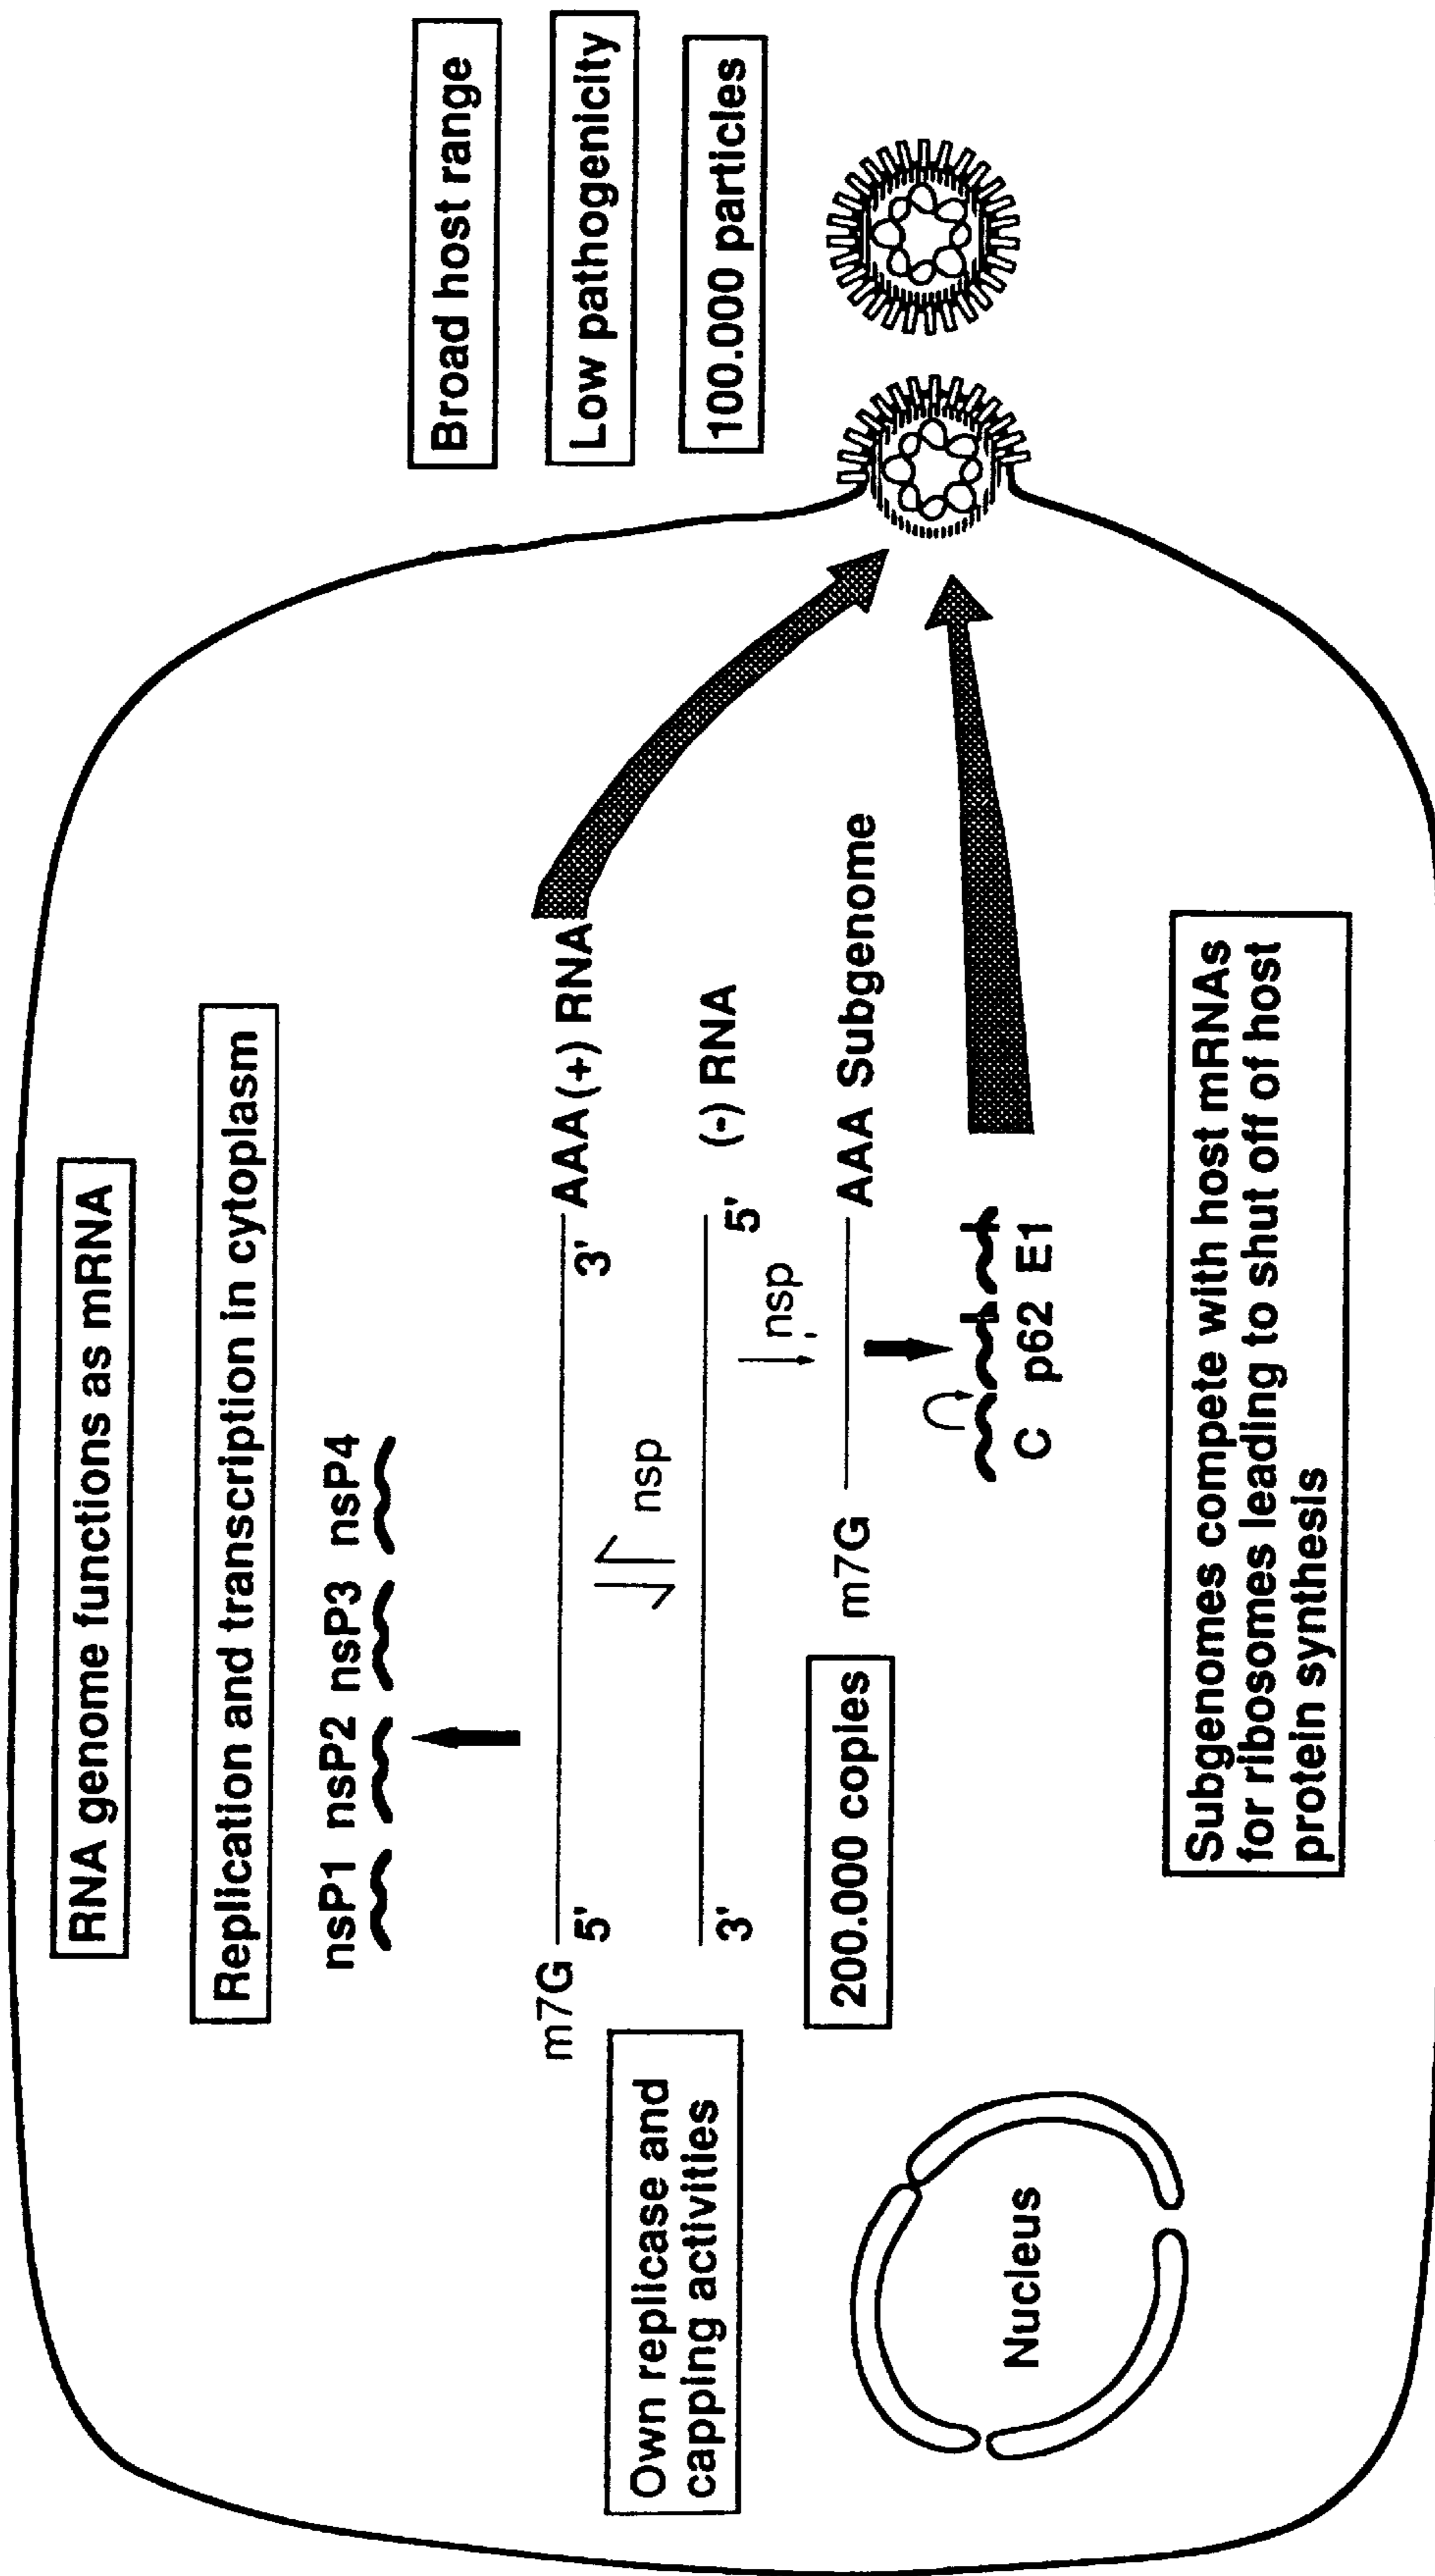 RNA genome functions as mRNA
Replication and transcription in cytoplasm
nsP1 nsP2 nsP3 nsP4
m7G
5'
3'
AAA (+) RNA
nsp
3'
5'
(-) RNA
Own replicase and
capping activities
nsp
200.000 copies
m7G
AAA Subgenome
C p62 E1
Nucleus
Subgenomes compete with host mRNAs
for ribosomes leading to shut off of host
protein synthesis
Broad host range
Low pathogenicity
100.000 particles